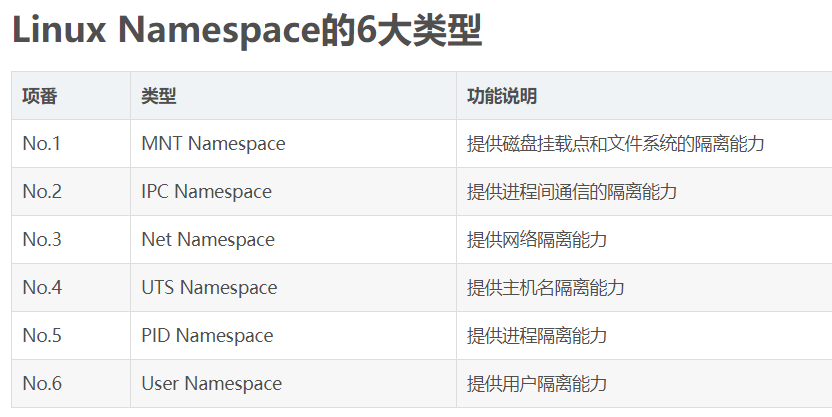 Linux Namespace的6大类型
项番 类型 功能说明
No.1 MNT Namespace 提供磁盘挂载点和文件系统的隔离能力
No.2 IPC Namespace 提供进程间通信的隔离能力
No.3 Net Namespace 提供网络隔离能力
No.4 UTS Namespace 提供主机名隔离能力
No.5 PID Namespace 提供进程隔离能力
No.6 User Namespace 提供用户隔离能力